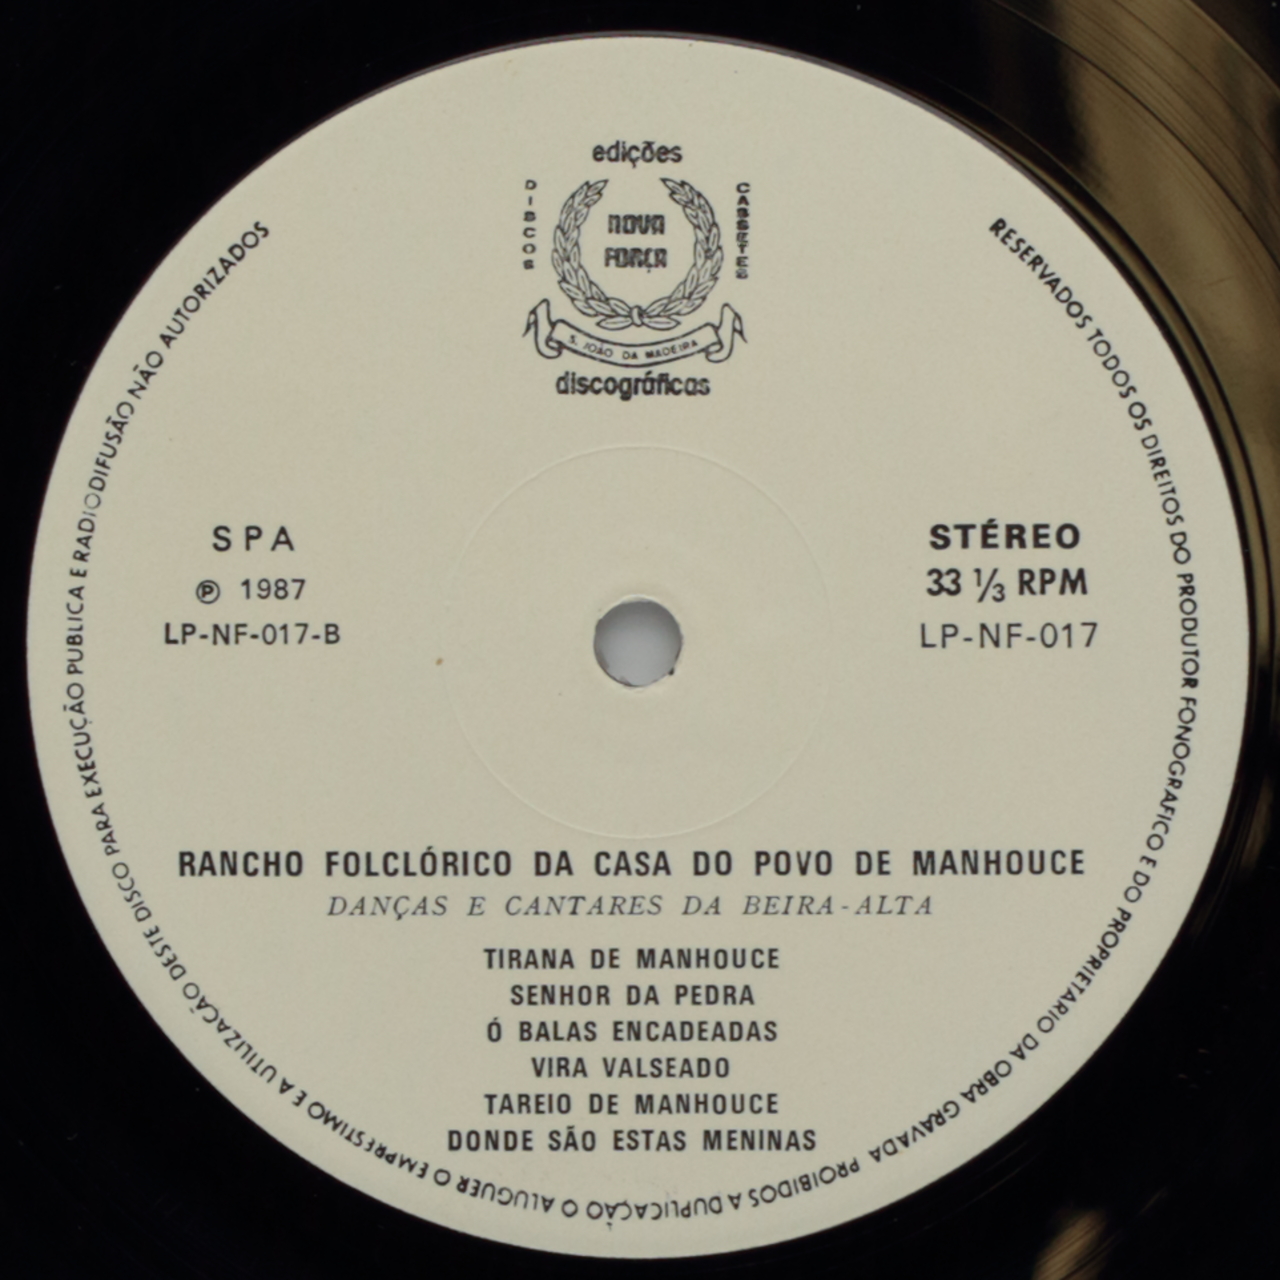 edições
DISCOS
NOVA
FORÇA
CASSETES
S. JOÃO DA MADEIRA
discográficas
RESERVADOS TODOS OS DIREITOS DO PRODUTOR FONOGRAFICO E DO PROPRIETARIO DA OBRA GRAVADA PROIBIDOS A DUPLICAÇÃO O ALUGUER O EMPRESTIMO E A UTILIZAÇÃO DESTE DISCO PARA EXECUÇÃO PUBLICA E RADIODIFUSÃO NÃO AUTORIZADOS
SPA
℗ 1987
LP-NF-017-B
STÉREO
33 ⅓ RPM
LP-NF-017
RANCHO FOLCLÓRICO DA CASA DO POVO DE MANHOUCE
DANÇAS E CANTARES DA BEIRA-ALTA
TIRANA DE MANHOUCE
SENHOR DA PEDRA
Ó BALAS ENCADEADAS
VIRA VALSEADO
TAREIO DE MANHOUCE
DONDE SÃO ESTAS MENINAS